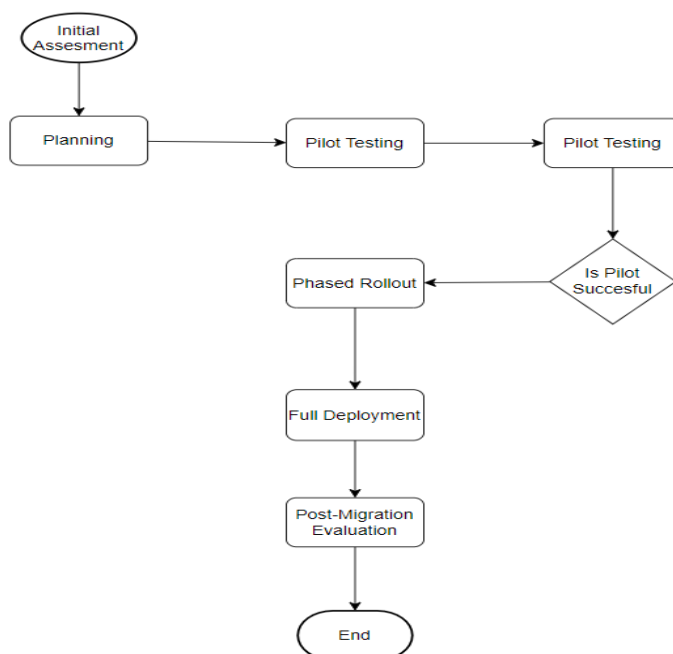 Initial
Assesment
Planning
Pilot Testing
Pilot Testing
Is Pilot
Succesful
Phased Rollout
Full Deployment
Post-Migration
Evaluation
End